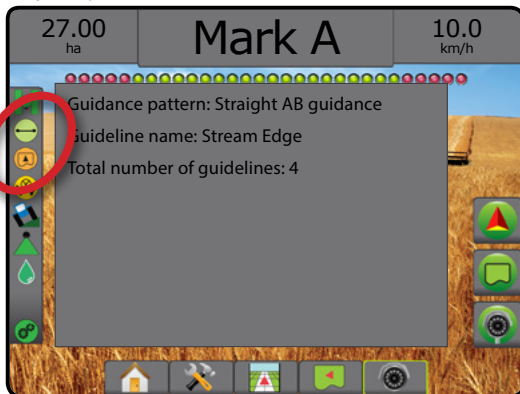 27.00
ha
Mark A
10.0
km/h
Guidance pattern: Straight AB guidance
Guideline name: Stream Edge
Total number of guidelines: 4